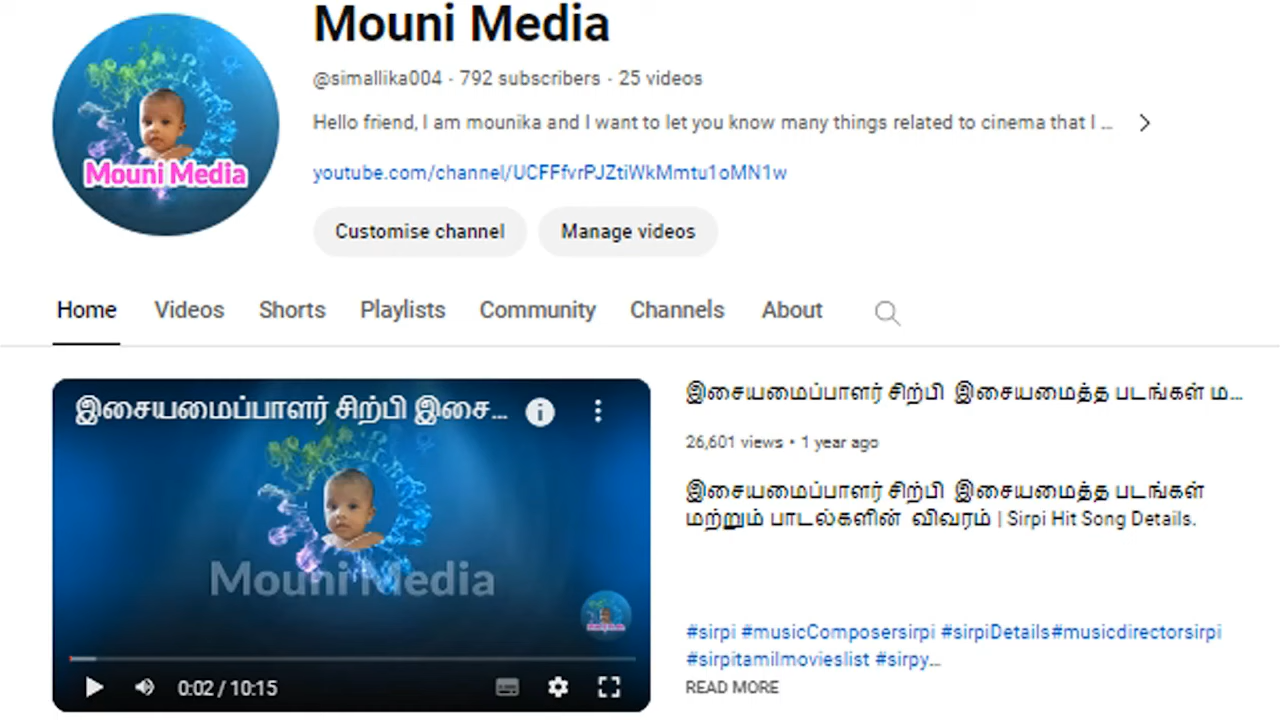 Mouni Media
@simallika004 · 792 subscribers · 25 videos
Hello friend, I am mounika and I want to let you know many things related to cinema that I ...
youtube.com/channel/UCFFfvrPJZtiWkMmtu1oMN1w
Mouni Media
Customise channel Manage videos
Home Videos Shorts Playlists Community Channels About
இசையமைப்பாளர் சிற்பி இசை...
Mouni Media
0:02 / 10:15
இசையமைப்பாளர் சிற்பி இசையமைத்த படங்கள் ம...
26,601 views • 1 year ago
இசையமைப்பாளர் சிற்பி இசையமைத்த படங்கள்
மற்றும் பாடல்களின் விவரம் | Sirpi Hit Song Details.
#sirpi #musicComposersirpi #sirpiDetails#musicdirectorsirpi
#sirpitamilmovieslist #sirpy...
READ MORE